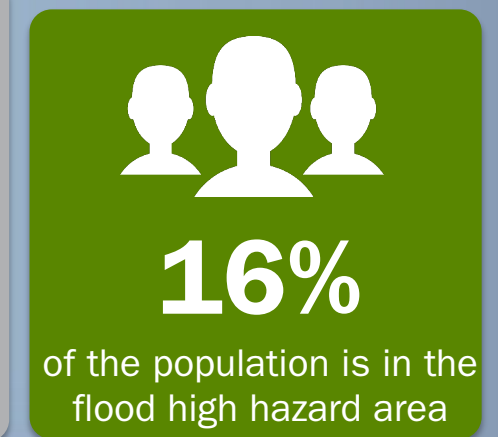 16%
of the population is in the
flood high hazard area